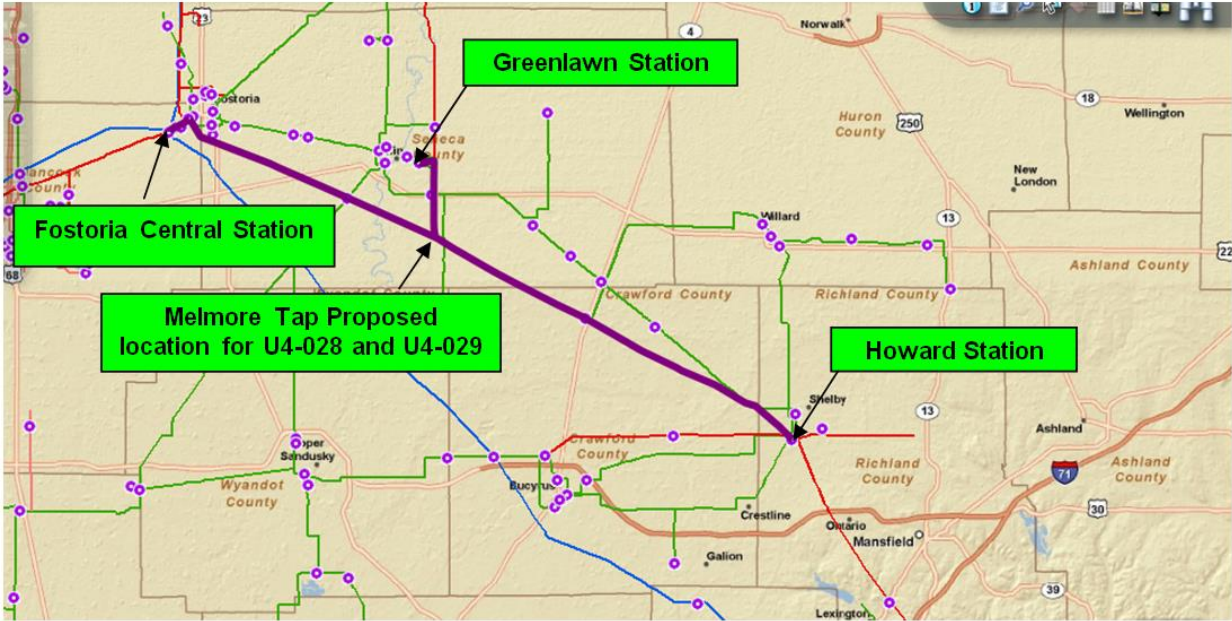 23
4
Norwalk
18
Wellington
Greenlawn Station
Fostoria
Huron
County
250
Seneca
County
New
London
Fostoria Central Station
Willard
13
Ashland County
68
Crawford County
Richland County
Melmore Tap Proposed
location for U4-028 and U4-029
Howard Station
Shelby
13
Ashland
Crawford
County
Upper
Sandusky
Wyandot
County
Richland
County
71
Ashland
County
Bucyrus
Crestline
Ontario
30
Mansfield
Galion
39
Lexington